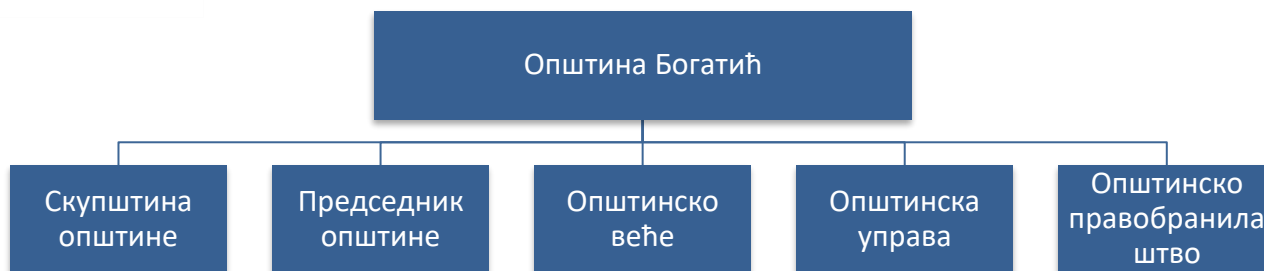 Општина Богатић
Скупштина
општине
Председник
општине
Општинско
веће
Општинска
управа
Општинско
правобранила
штво